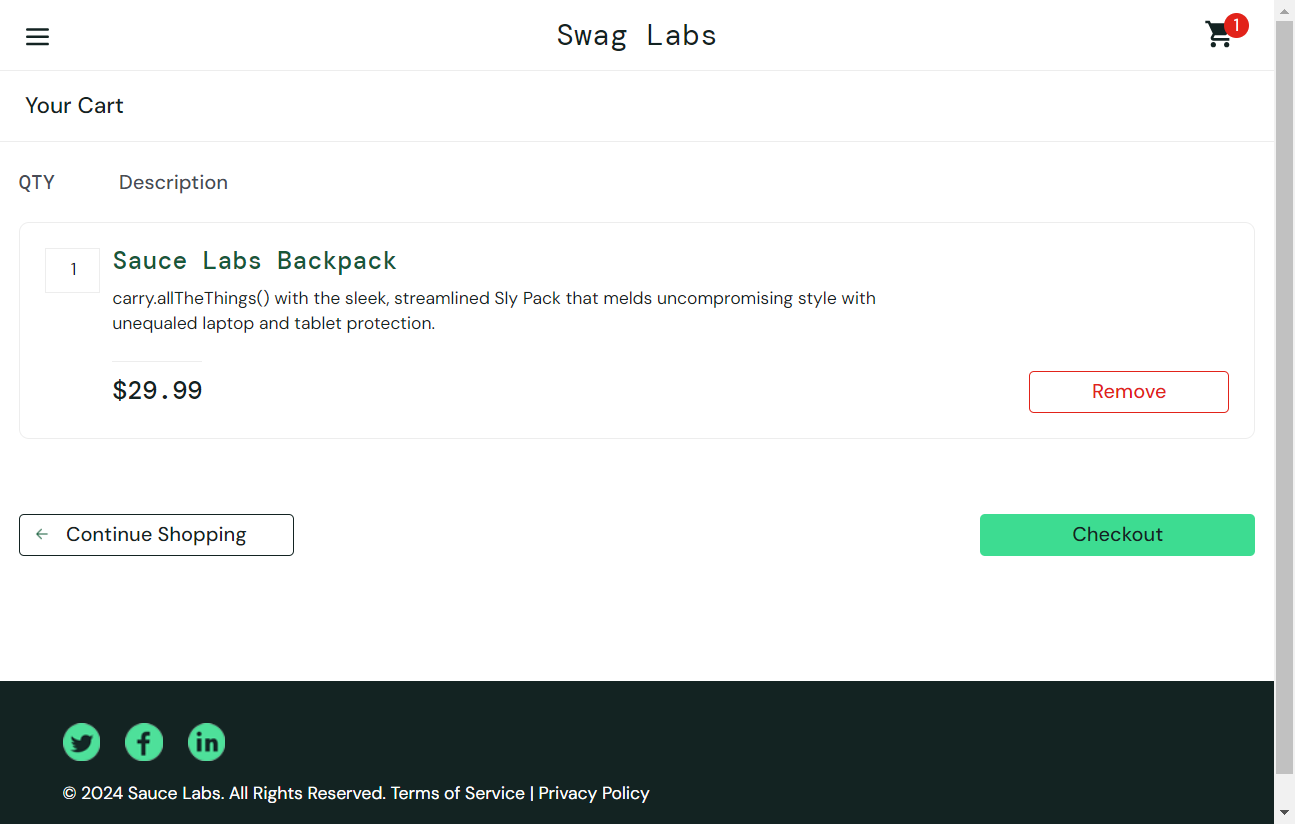 Swag Labs
1
Your Cart
QTY Description
1
Sauce Labs Backpack
carry.allTheThings() with the sleek, streamlined Sly Pack that melds uncompromising style with
unequaled laptop and tablet protection.
$29.99
Remove
Continue Shopping
Checkout
© 2024 Sauce Labs. All Rights Reserved. Terms of Service | Privacy Policy